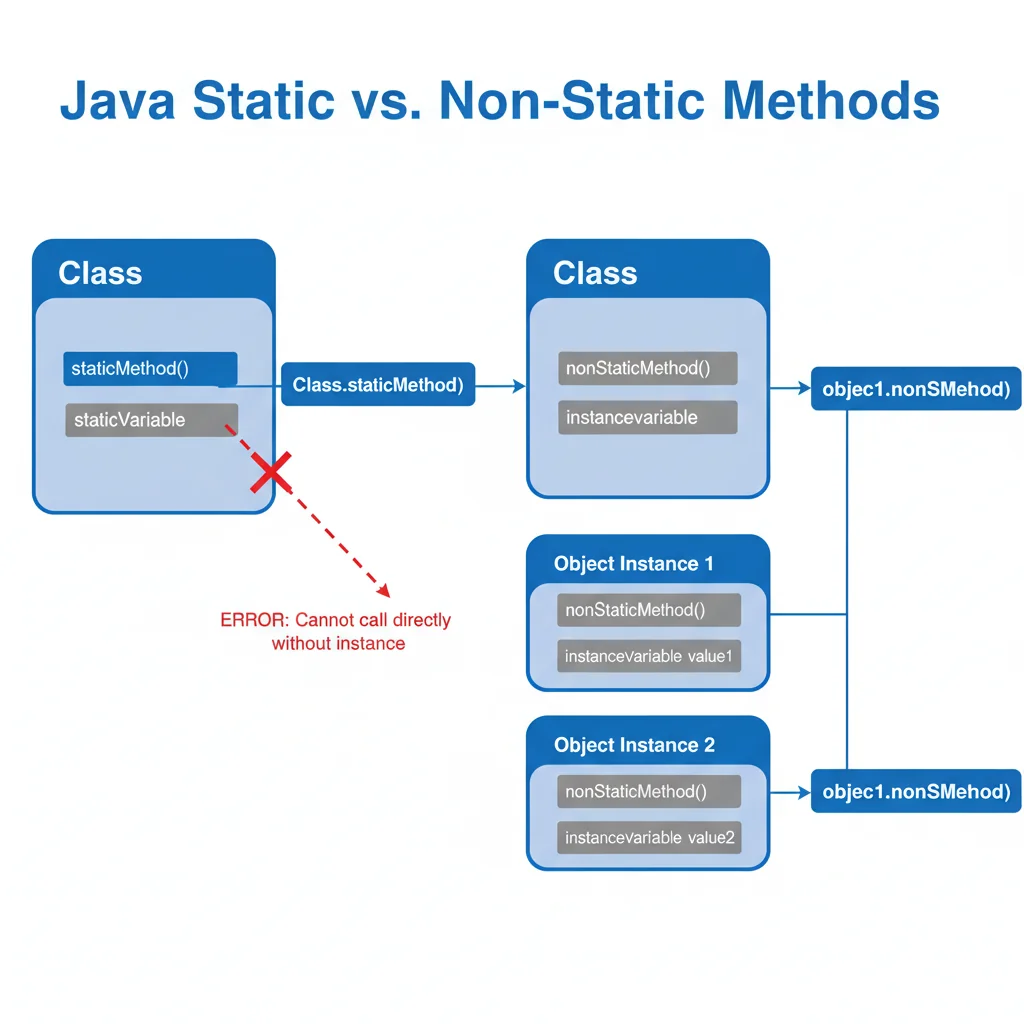 Java Static vs. Non-Static Methods
Class
staticMethod()
staticVariable
Class.staticMethod)
ERROR: Cannot call directly
without instance
Class
nonStaticMethod()
instancevariable
objec1.nonSMehod)
Object Instance 1
nonStaticMethod()
instanceVariable value1
Object Instance 2
nonStaticMethod()
instanceVariable value2
objec1.nonSMehod)